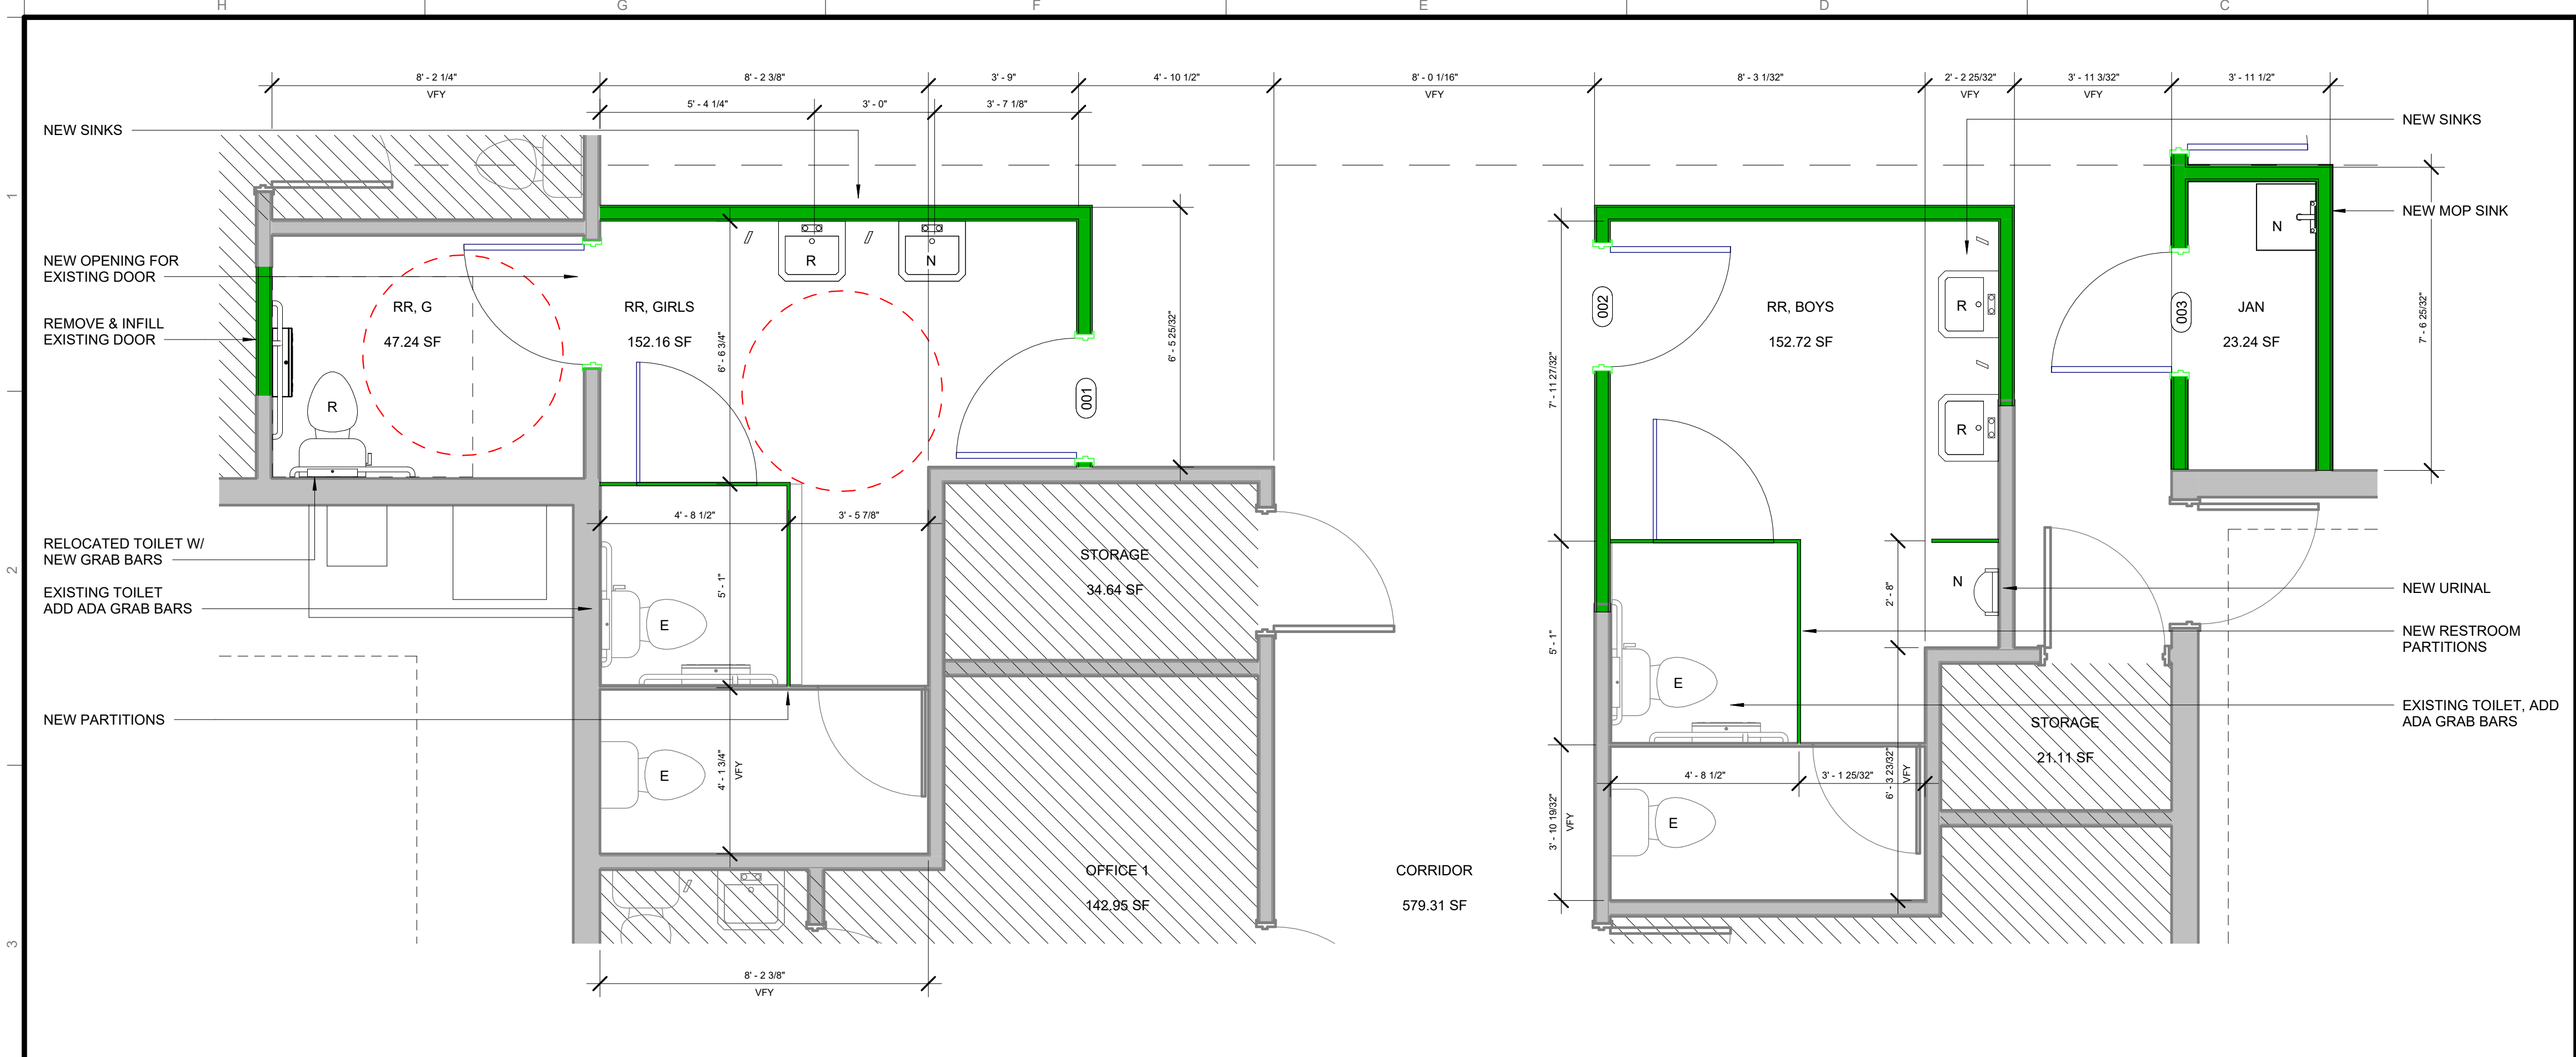 H
G
F
E
D
C
1
2
3
8' - 2 1/4"
VFY
8' - 2 3/8"
3' - 9"
4' - 10 1/2"
8' - 0 1/16"
VFY
8' - 3 1/32"
2' - 2 25/32"
VFY
3' - 11 3/32"
VFY
3' - 11 1/2"
5' - 4 1/4"
3' - 0"
3' - 7 1/8"
NEW SINKS
NEW OPENING FOR
EXISTING DOOR
REMOVE & INFILL
EXISTING DOOR
RELOCATED TOILET W/
NEW GRAB BARS
EXISTING TOILET
ADD ADA GRAB BARS
NEW PARTITIONS
RR, G
47.24 SF
R
RR, GIRLS
152.16 SF
R
N
6' - 6 3/4"
6' - 5 25/32"
001
4' - 8 1/2"
3' - 5 7/8"
5' - 1"
E
E
4' - 1 3/4"
VFY
8' - 2 3/8"
VFY
STORAGE
34.64 SF
OFFICE 1
142.95 SF
CORRIDOR
579.31 SF
7' - 11 27/32"
5' - 1"
3' - 10 19/32"
VFY
002
RR, BOYS
152.72 SF
R
R
N
2' - 8"
6' - 3 23/32"
VFY
E
4' - 8 1/2"
3' - 1 25/32"
E
STORAGE
21.11 SF
003
JAN
23.24 SF
N
7' - 6 25/32"
NEW SINKS
NEW MOP SINK
NEW URINAL
NEW RESTROOM
PARTITIONS
EXISTING TOILET, ADD
ADA GRAB BARS